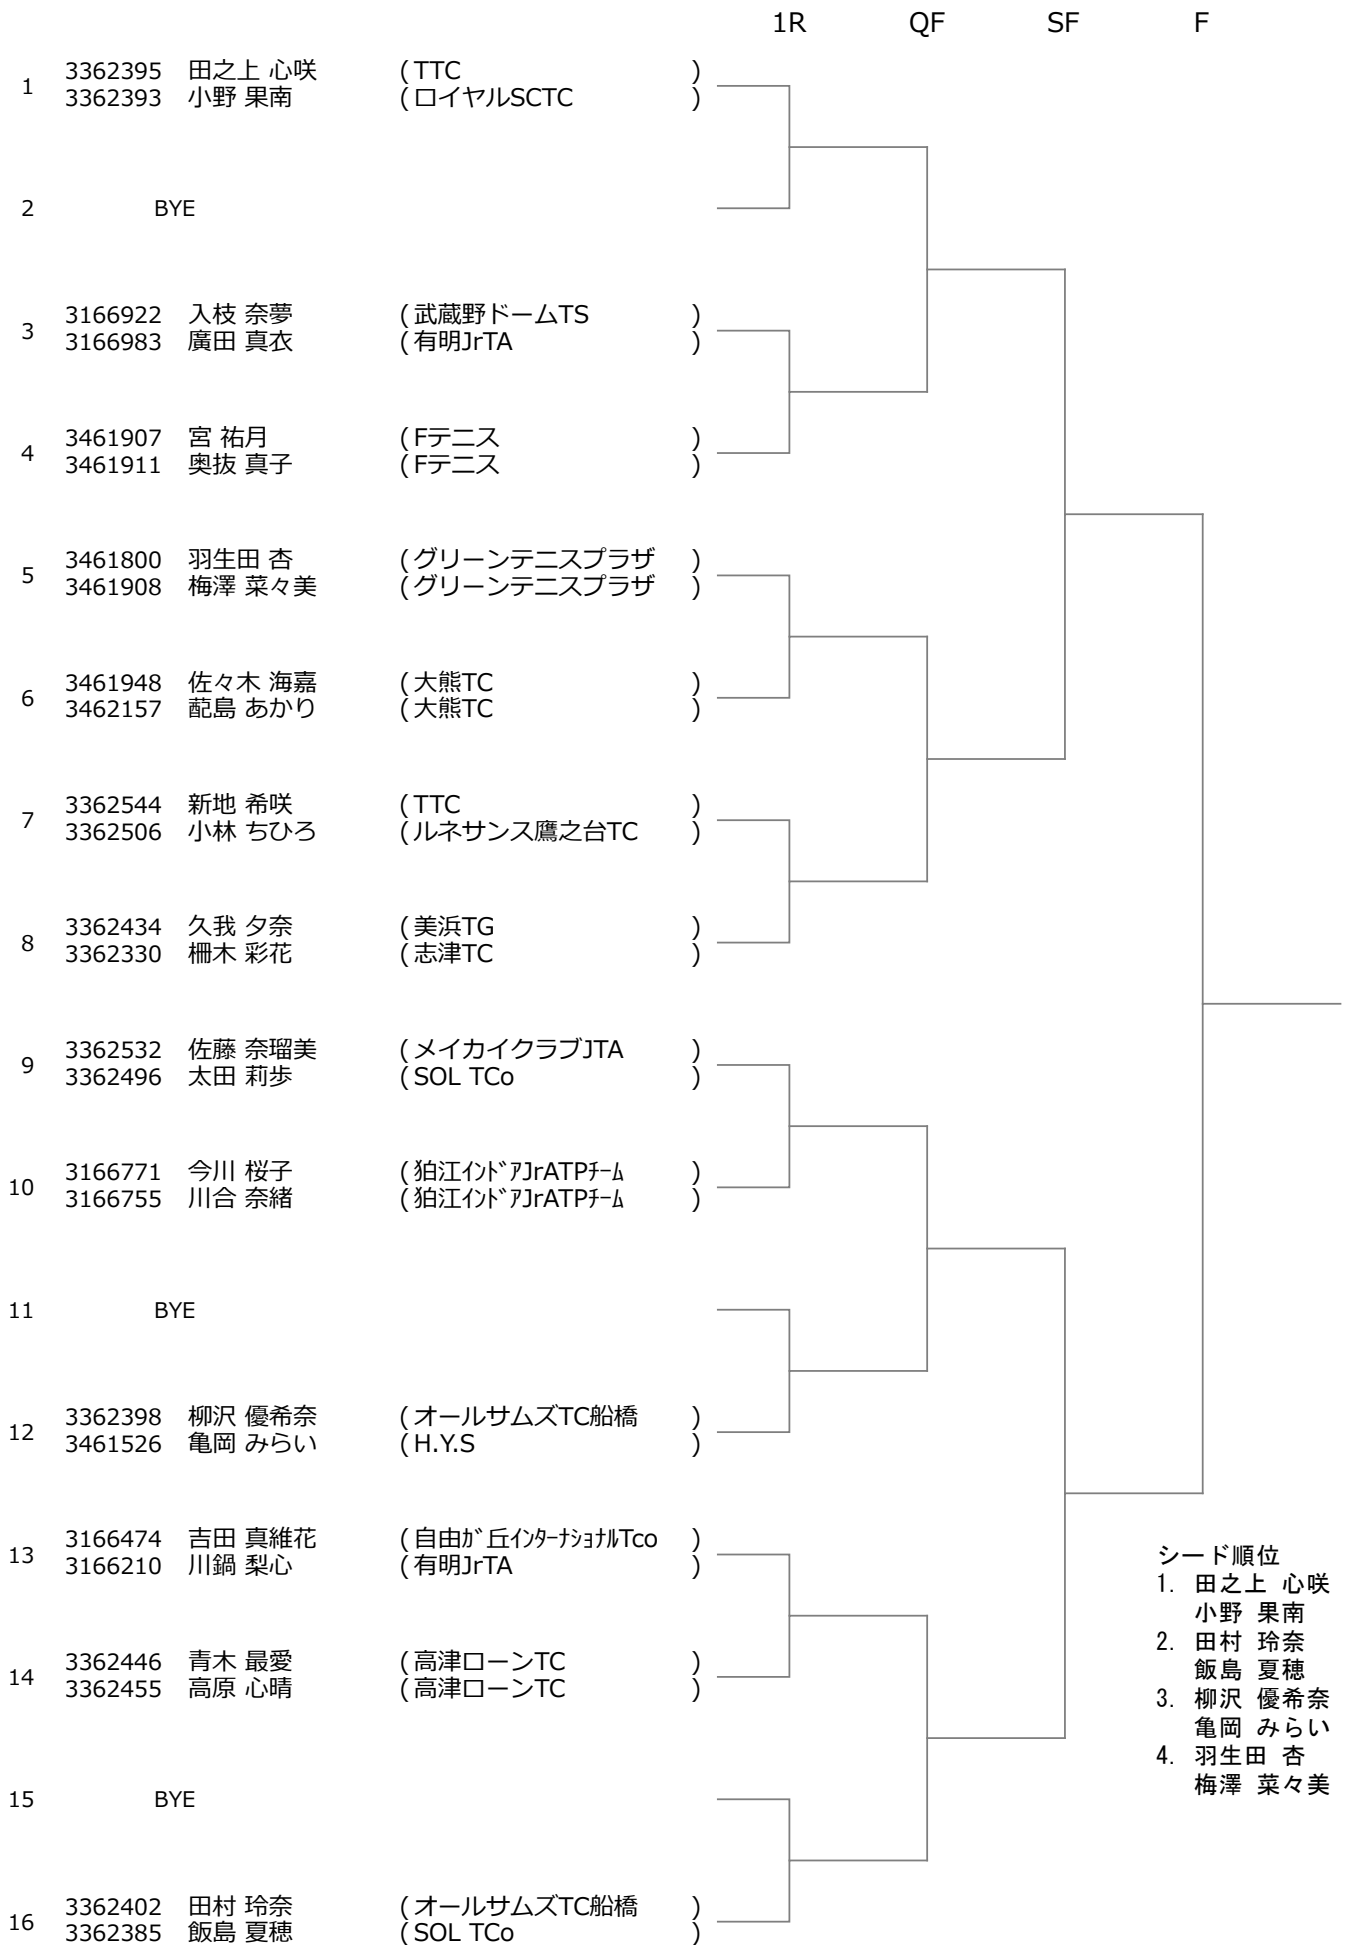 1R QF SF F
1 3362395 田之上 心咲 ( TTC )
3362393 小野 果南 ( ロイヤルSCTC )
2 BYE
3 3166922 入枝 奈夢 ( 武蔵野ドームTS )
3166983 廣田 真衣 ( 有明JrTA )
4 3461907 宮 祐月 ( Fテニス )
3461911 奥抜 真子 ( Fテニス )
5 3461800 羽生田 杏 ( グリーンテニスプラザ )
3461908 梅澤 菜々美 ( グリーンテニスプラザ )
6 3461948 佐々木 海嘉 ( 大熊TC )
3462157 蓜島 あかり ( 大熊TC )
7 3362544 新地 希咲 ( TTC )
3362506 小林 ちひろ ( ルネサンス鷹之台TC )
8 3362434 久我 夕奈 ( 美浜TG )
3362330 柵木 彩花 ( 志津TC )
9 3362532 佐藤 奈瑠美 ( メイカイクラブJTA )
3362496 太田 莉歩 ( SOL TCo )
10 3166771 今川 桜子 ( 狛江ｲﾝﾄﾞｱJrATPﾁｰﾑ )
3166755 川合 奈緒 ( 狛江ｲﾝﾄﾞｱJrATPﾁｰﾑ )
11 BYE
12 3362398 柳沢 優希奈 ( オールサムズTC船橋 )
3461526 亀岡 みらい ( H.Y.S )
13 3166474 吉田 真維花 ( 自由が丘ｲﾝﾀｰﾅｼｮﾅﾙTco )
3166210 川鍋 梨心 ( 有明JrTA )
14 3362446 青木 最愛 ( 高津ローンTC )
3362455 高原 心晴 ( 高津ローンTC )
15 BYE
16 3362402 田村 玲奈 ( オールサムズTC船橋 )
3362385 飯島 夏穂 ( SOL TCo )
シード順位
1. 田之上 心咲
小野 果南
2. 田村 玲奈
飯島 夏穂
3. 柳沢 優希奈
亀岡 みらい
4. 羽生田 杏
梅澤 菜々美